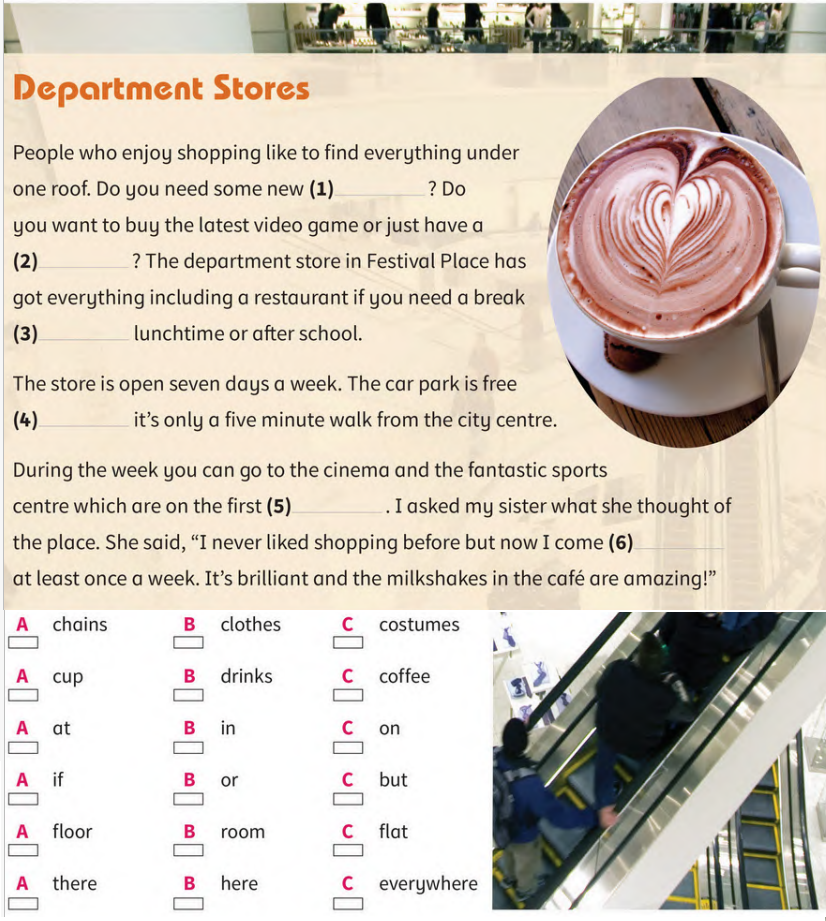 Department Stores
People who enjoy shopping like to find everything under
one roof. Do you need some new (1) __________ ? Do
you want to buy the latest video game or just have a
(2) __________ ? The department store in Festival Place has
got everything including a restaurant if you need a break
(3) __________ lunchtime or after school.
The store is open seven days a week. The car park is free
(4) __________ it's only a five minute walk from the city centre.
During the week you can go to the cinema and the fantastic sports
centre which are on the first (5) __________ . I asked my sister what she thought of
the place. She said, “I never liked shopping before but now I come (6) __________
at least once a week. It's brilliant and the milkshakes in the café are amazing!”
A chains B clothes C costumes
A cup B drinks C coffee
A at B in C on
A if B or C but
A floor B room C flat
A there B here C everywhere